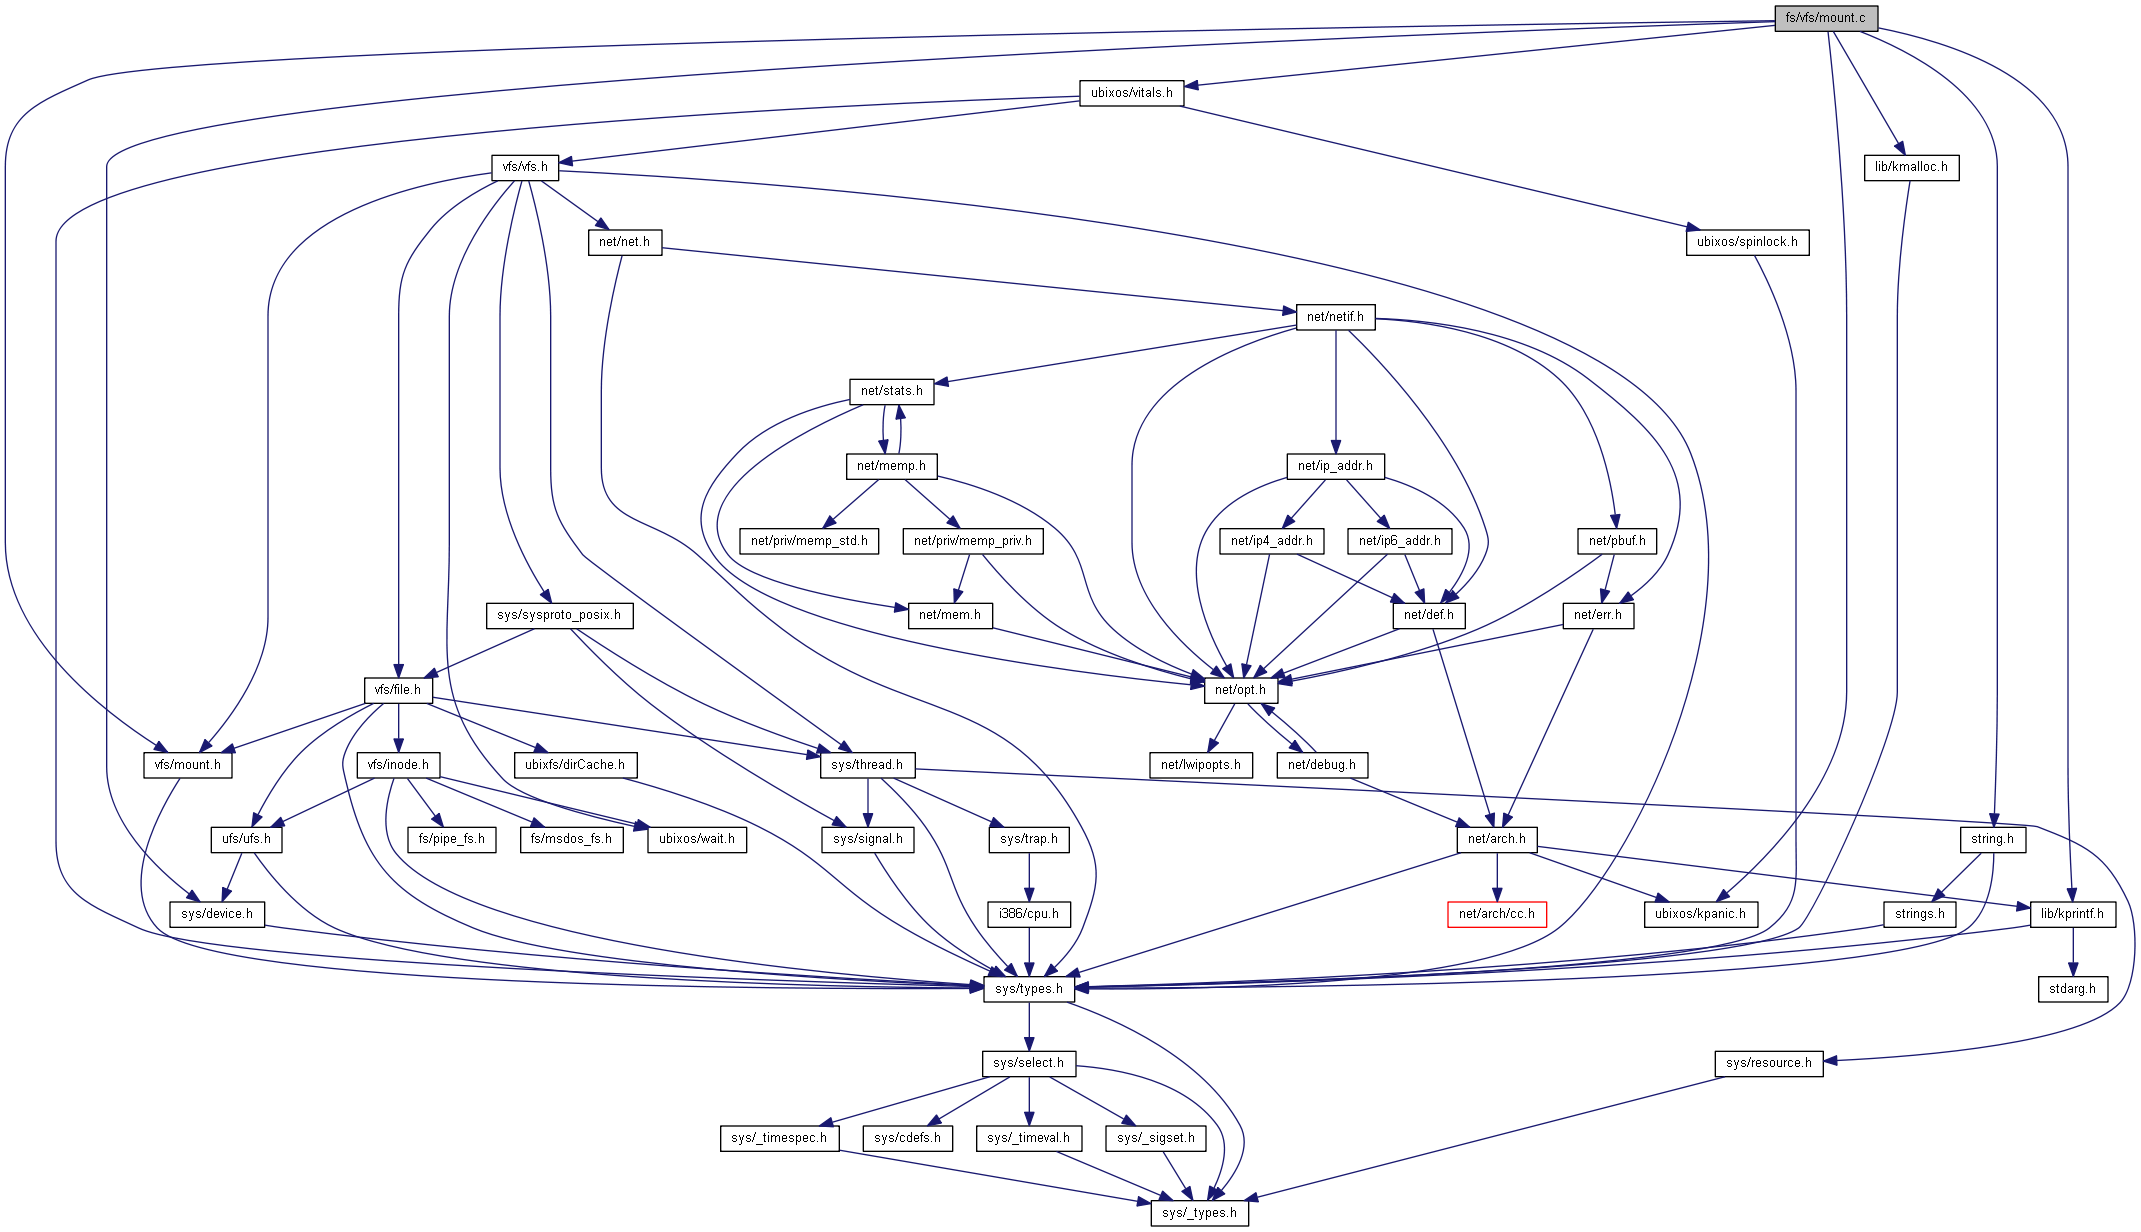 fs/vfs/mount.c
ubixos/vitals.h
vfs/vfs.h
lib/kmalloc.h
net/net.h
ubixos/spinlock.h
net/netif.h
net/stats.h
net/memp.h
net/ip_addr.h
net/priv/memp_std.h
net/priv/memp_priv.h
net/ip4_addr.h
net/ip6_addr.h
net/pbuf.h
sys/sysproto_posix.h
net/mem.h
net/def.h
net/err.h
vfs/file.h
net/opt.h
vfs/mount.h
vfs/inode.h
ubixfs/dirCache.h
sys/thread.h
net/lwipopts.h
net/debug.h
ufs/ufs.h
fs/pipe_fs.h
fs/msdos_fs.h
ubixos/wait.h
sys/signal.h
sys/trap.h
net/arch.h
string.h
sys/device.h
i386/cpu.h
net/arch/cc.h
ubixos/kpanic.h
strings.h
lib/kprintf.h
sys/types.h
stdarg.h
sys/select.h
sys/resource.h
sys/_timespec.h
sys/cdefs.h
sys/_timeval.h
sys/_sigset.h
sys/_types.h